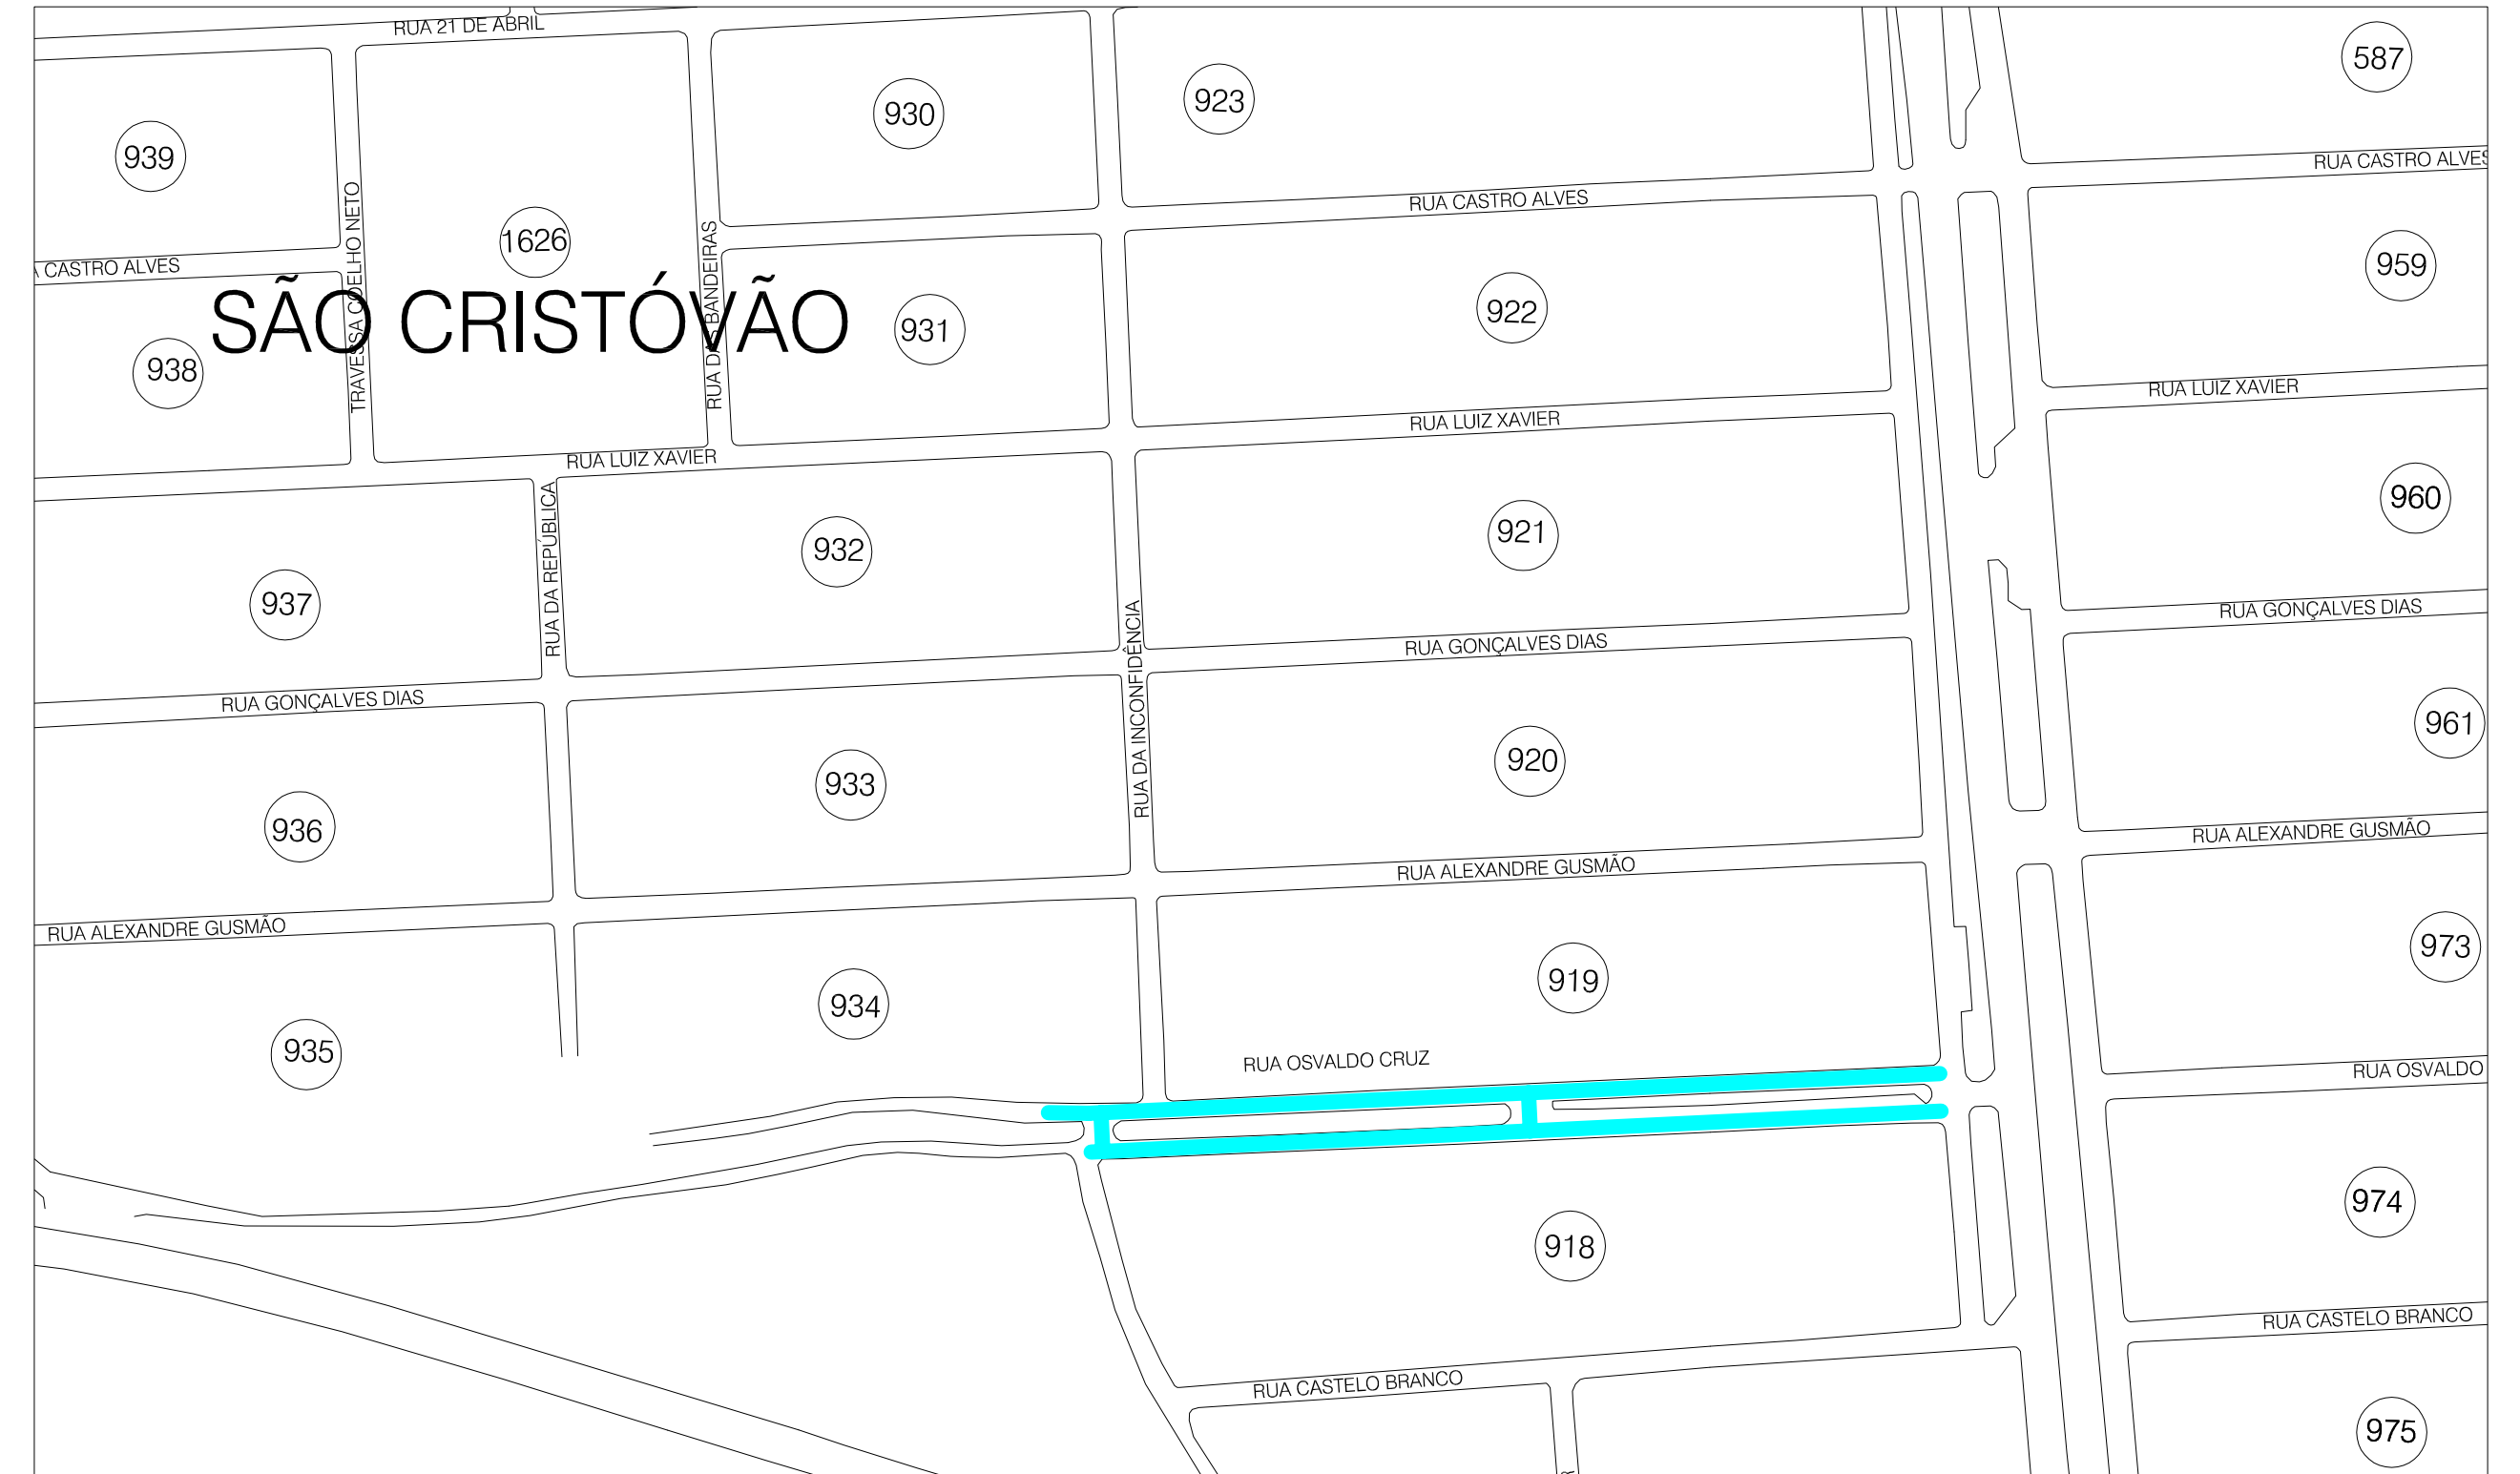 RUA 21 DE ABRIL
587
923
930
939
RUA CASTRO ALVES
RUA CASTRO ALVES
1626
TRAVESSA COELHO NETO
RUA DAS BANDEIRAS
CASTRO ALVES
959
SÃO CRISTÓVÃO
922
931
938
RUA LUIZ XAVIER
RUA LUIZ XAVIER
RUA LUIZ XAVIER
960
921
932
RUA DA REPÚBLICA
937
RUA GONÇALVES DIAS
RUA GONÇALVES DIAS
RUA GONÇALVES DIAS
RUA DA INCONFIDÊNCIA
961
920
933
936
RUA ALEXANDRE GUSMÃO
RUA ALEXANDRE GUSMÃO
RUA ALEXANDRE GUSMÃO
973
919
934
935
RUA OSVALDO CRUZ
RUA OSVALDO
974
918
RUA CASTELO BRANCO
RUA CASTELO BRANCO
975